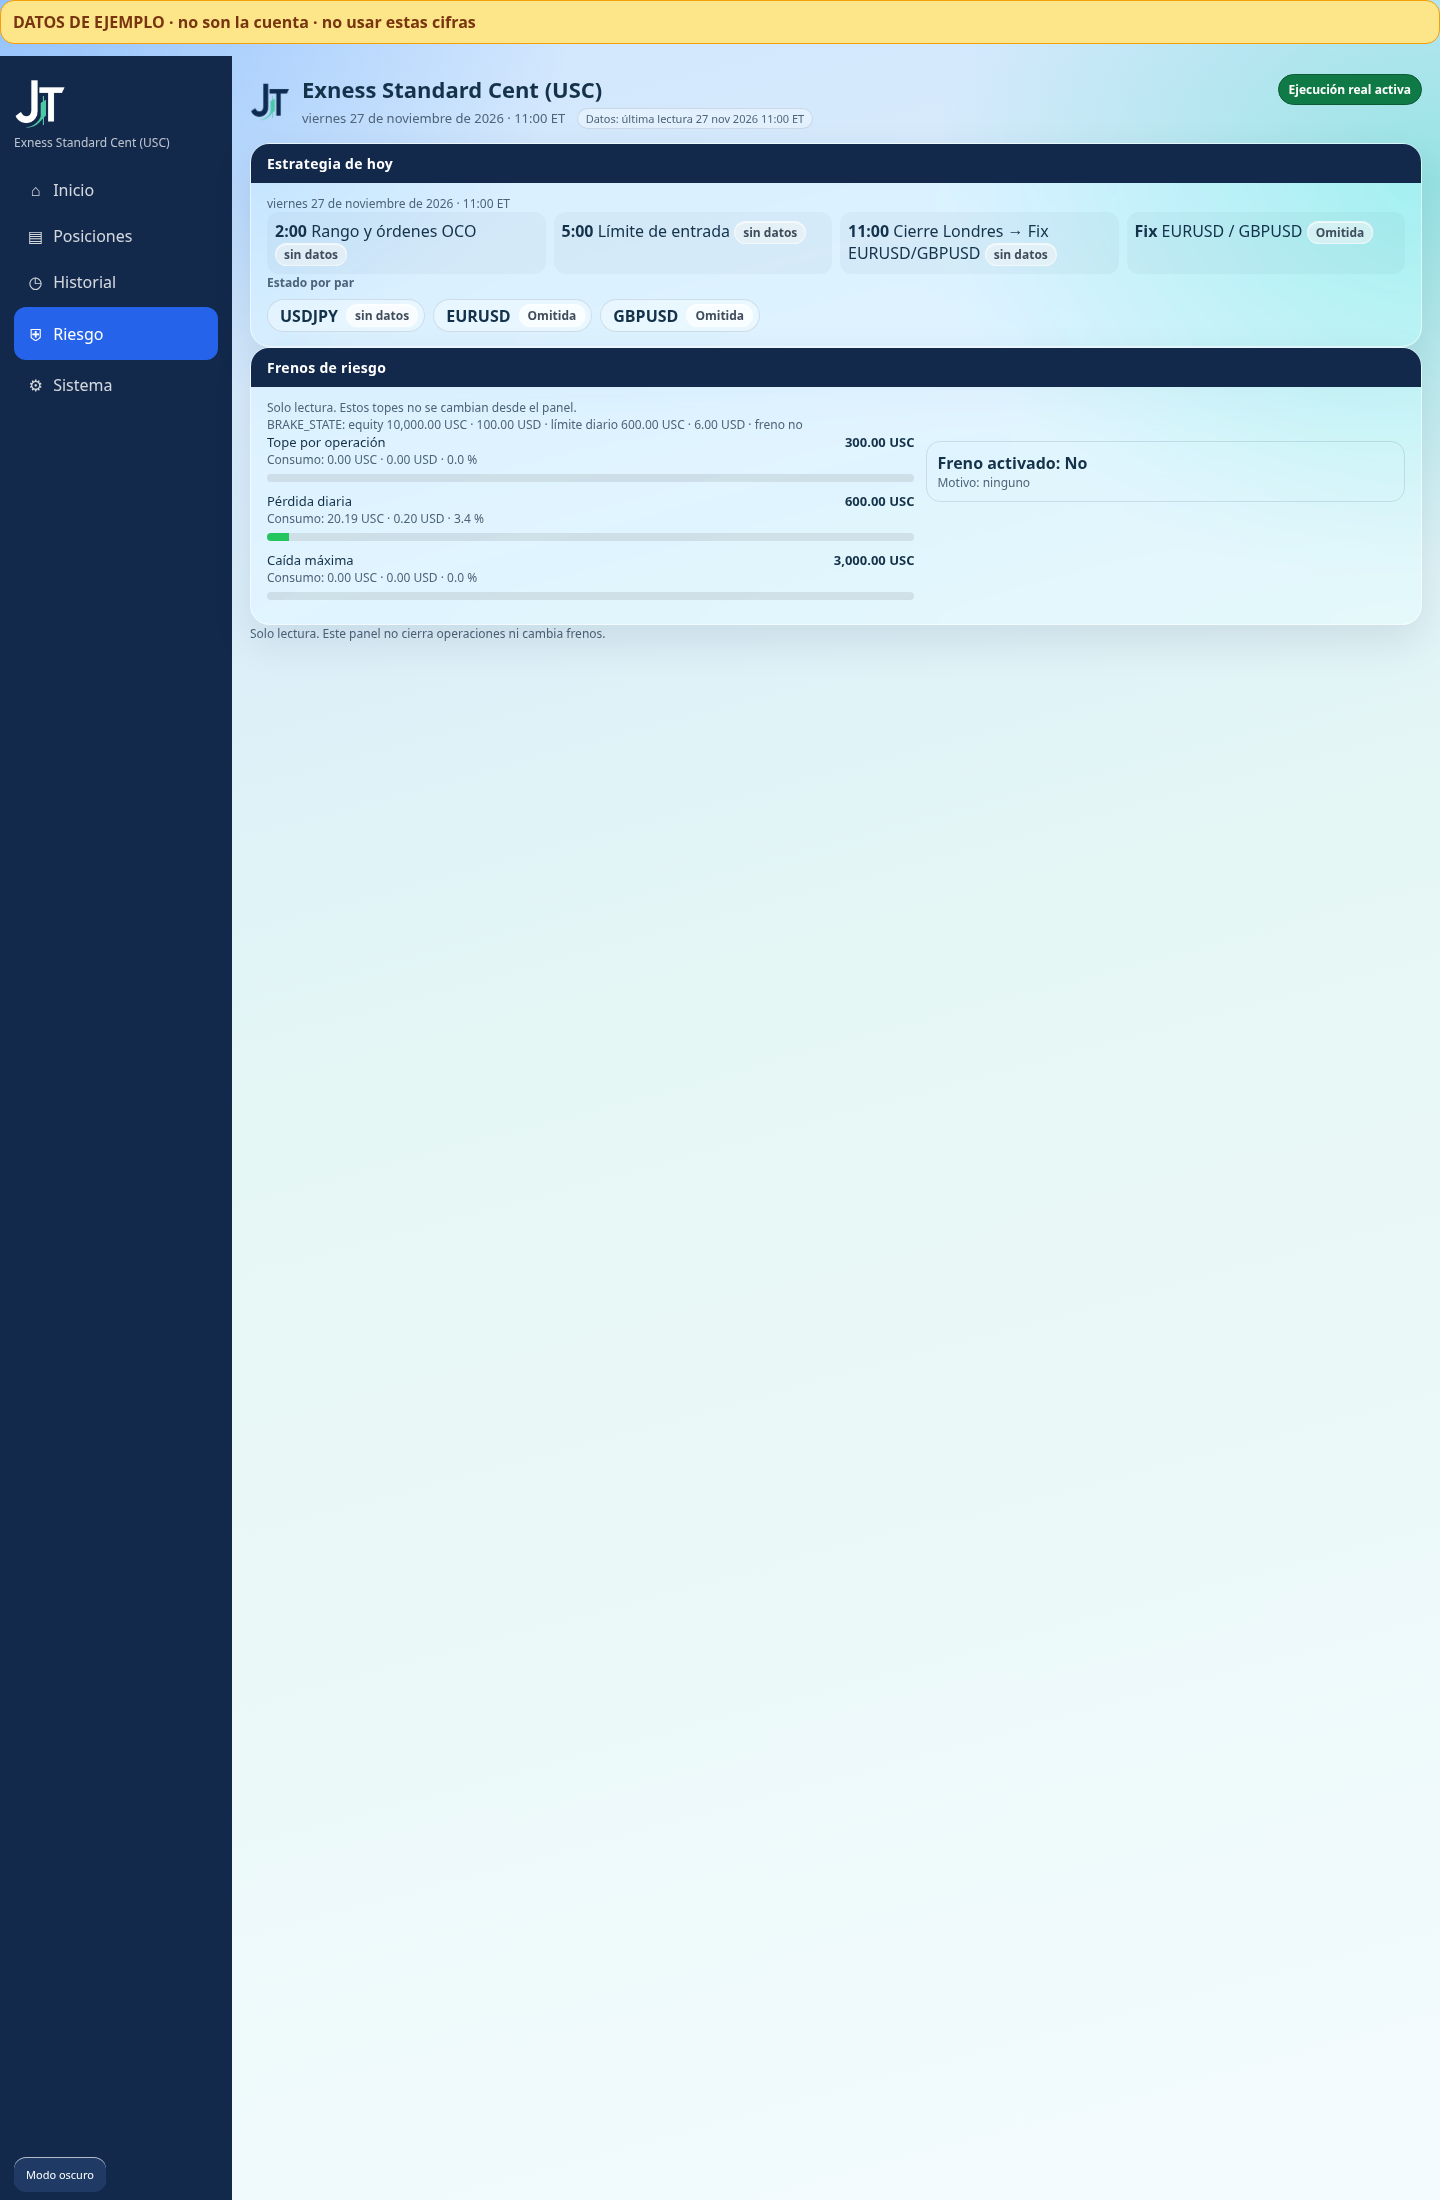 DATOS DE EJEMPLO · no son la cuenta · no usar estas cifras
JT
Exness Standard Cent (USC)
⌂ Inicio
▤ Posiciones
◷ Historial
⛨ Riesgo
⚙ Sistema
Modo oscuro
JT
Exness Standard Cent (USC)
viernes 27 de noviembre de 2026 · 11:00 ET Datos: última lectura 27 nov 2026 11:00 ET
Ejecución real activa
Estrategia de hoy
viernes 27 de noviembre de 2026 · 11:00 ET
2:00 Rango y órdenes OCO
sin datos
5:00 Límite de entrada sin datos
11:00 Cierre Londres → Fix
EURUSD/GBPUSD sin datos
Fix EURUSD / GBPUSD Omitida
Estado por par
USDJPY sin datos EURUSD Omitida GBPUSD Omitida
Frenos de riesgo
Solo lectura. Estos topes no se cambian desde el panel.
BRAKE_STATE: equity 10,000.00 USC · 100.00 USD · límite diario 600.00 USC · 6.00 USD · freno no
Tope por operación 300.00 USC
Consumo: 0.00 USC · 0.00 USD · 0.0 %
Pérdida diaria 600.00 USC
Consumo: 20.19 USC · 0.20 USD · 3.4 %
Caída máxima 3,000.00 USC
Consumo: 0.00 USC · 0.00 USD · 0.0 %
Freno activado: No
Motivo: ninguno
Solo lectura. Este panel no cierra operaciones ni cambia frenos.